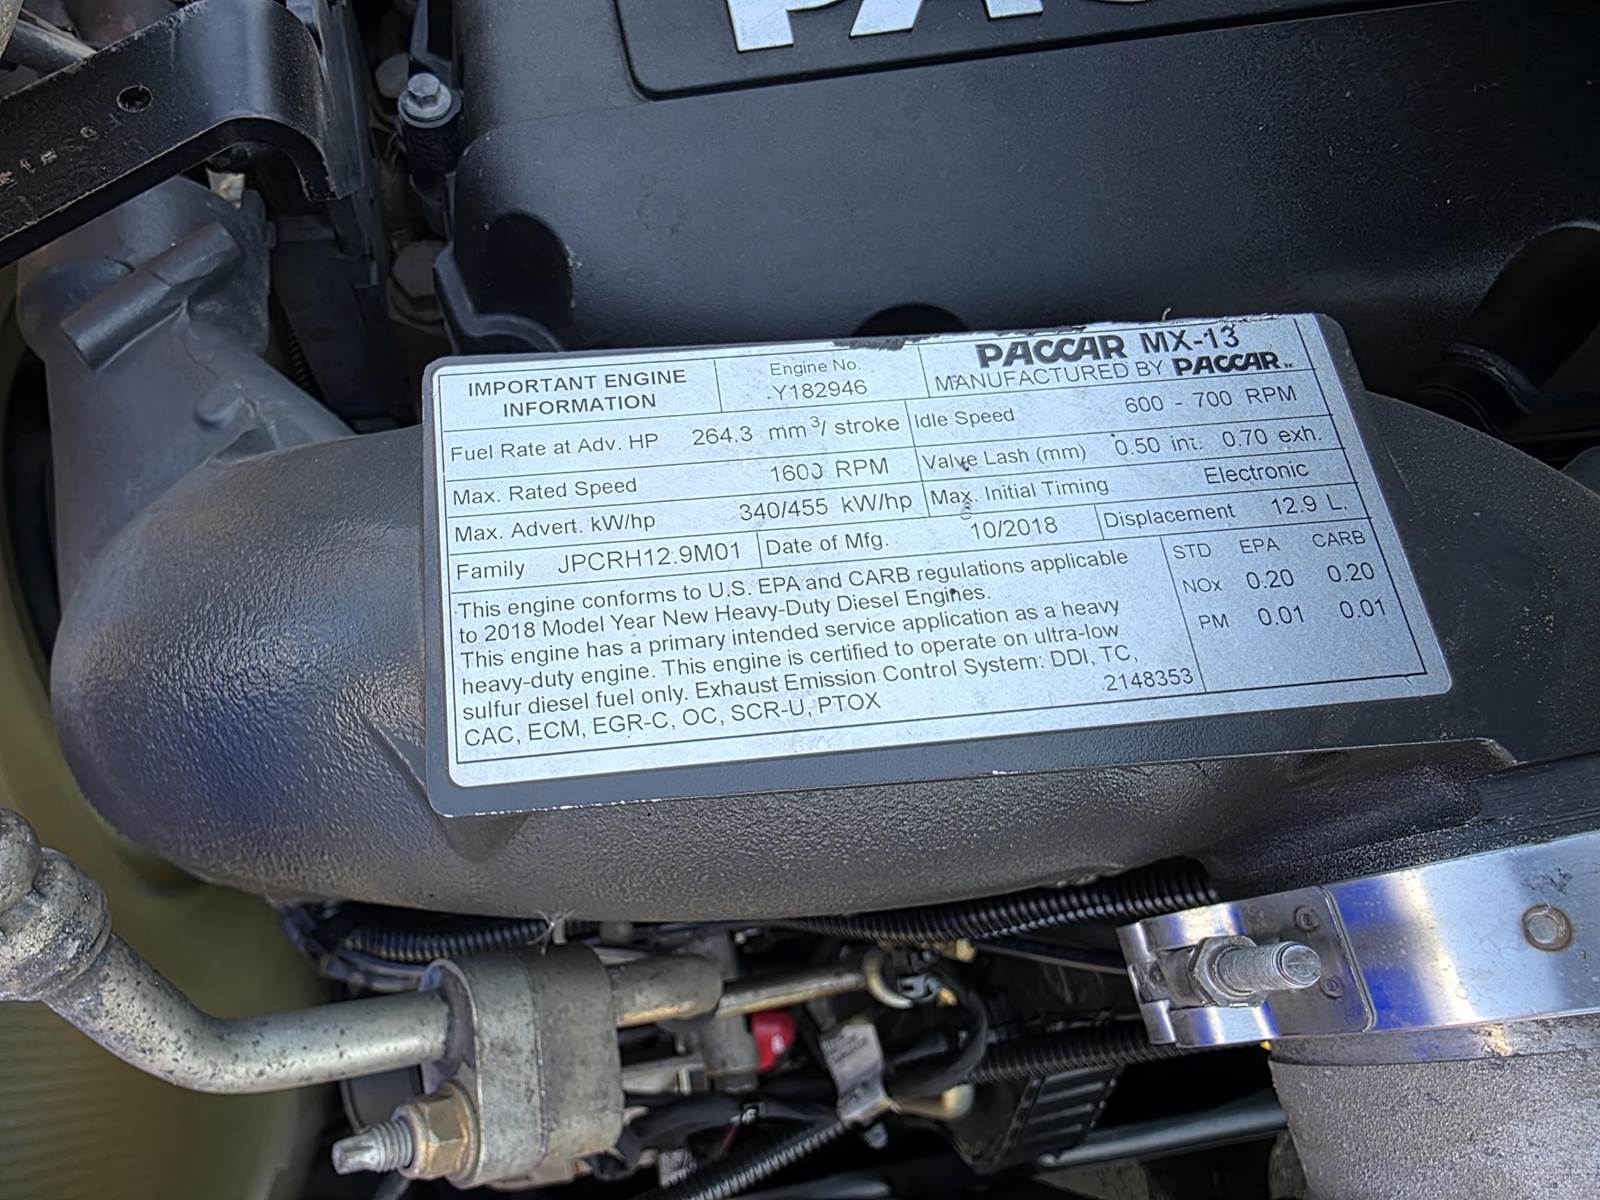 PAC
IMPORTANT ENGINE
INFORMATION
Engine No.
Y182946
PACCAR MX-13
MANUFACTURED BY PACCAR
Fuel Rate at Adv. HP 264.3 mm3/ stroke
Idle Speed 600 - 700 RPM
Max. Rated Speed 1600 RPM
Valve Lash (mm) 0.50 int. 0.70 exh.
Max. Advert. kW/hp 340/455 kW/hp
Max. Initial Timing Electronic
Family JPCRH12.9M01
Date of Mfg. 10/2018
Displacement 12.9 L.
This engine conforms to U.S. EPA and CARB regulations applicable
to 2018 Model Year New Heavy-Duty Diesel Engines.
This engine has a primary intended service application as a heavy
heavy-duty engine. This engine is certified to operate on ultra-low
sulfur diesel fuel only. Exhaust Emission Control System: DDI, TC,
CAC, ECM, EGR-C, OC, SCR-U, PTOX
2148353
STD EPA CARB
NOx 0.20 0.20
PM 0.01 0.01